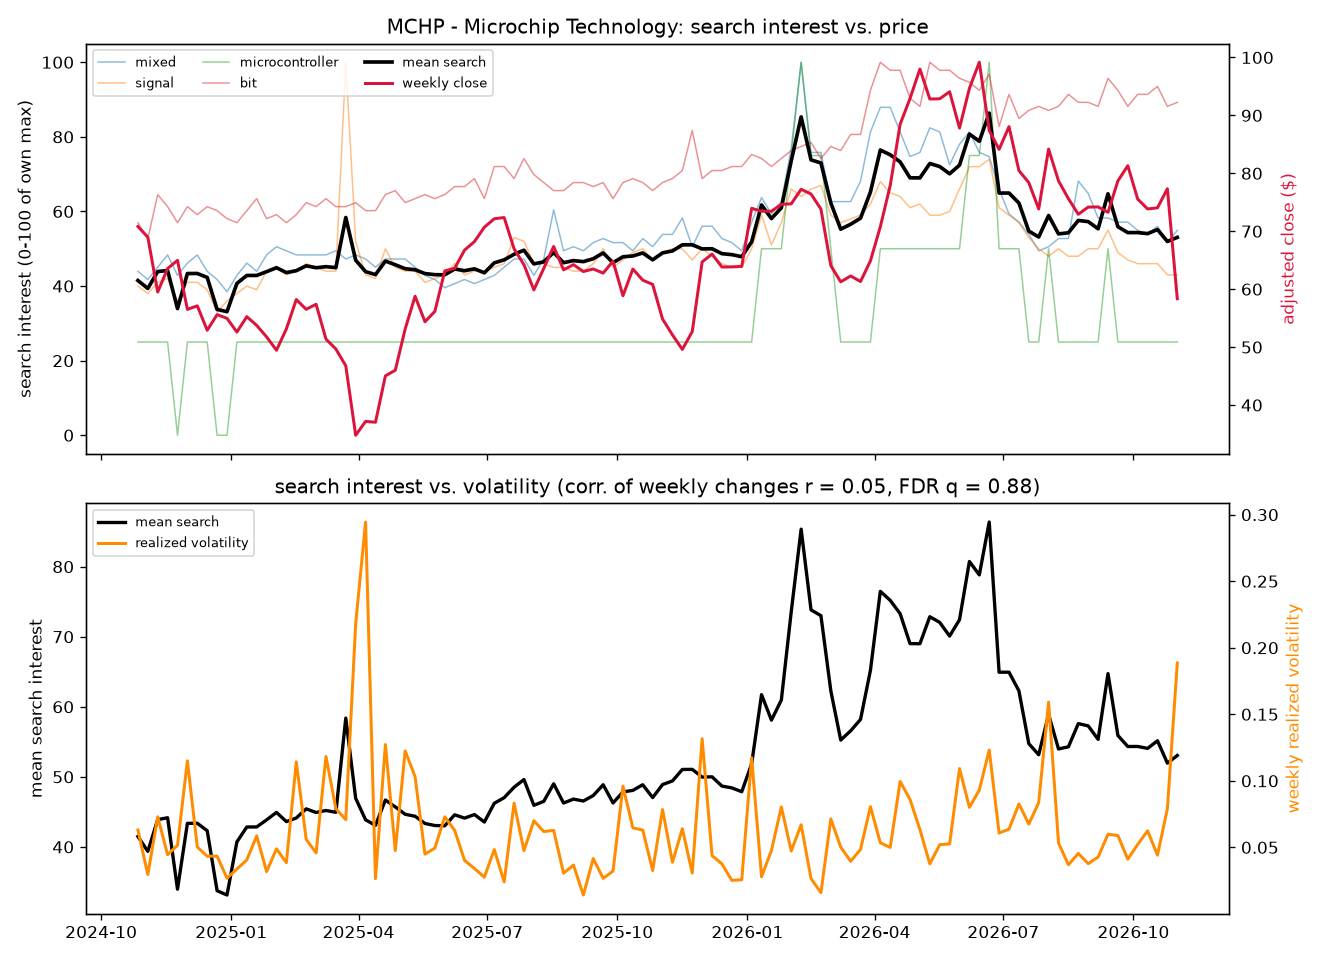 MCHP - Microchip Technology: search interest vs. price
mixed
signal
microcontroller
bit
mean search
weekly close
100
80
60
40
20
0
search interest (0-100 of own max)
100
90
80
70
60
50
40
adjusted close ($)
search interest vs. volatility (corr. of weekly changes r = 0.05, FDR q = 0.88)
mean search
realized volatility
80
70
60
50
40
mean search interest
0.30
0.25
0.20
0.15
0.10
0.05
weekly realized volatility
2024-10
2025-01
2025-04
2025-07
2025-10
2026-01
2026-04
2026-07
2026-10